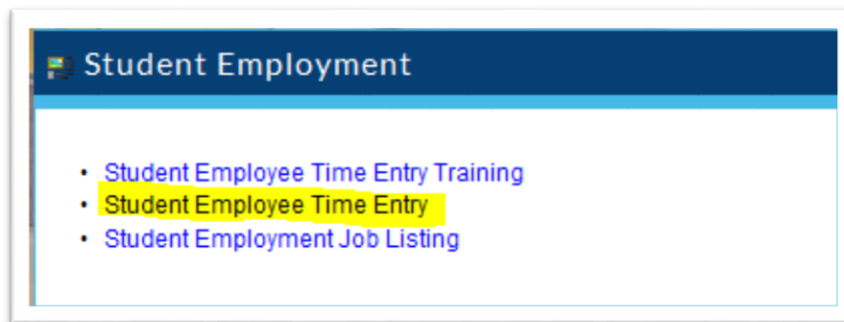 Student Employment
• Student Employee Time Entry Training
• Student Employee Time Entry
• Student Employment Job Listing